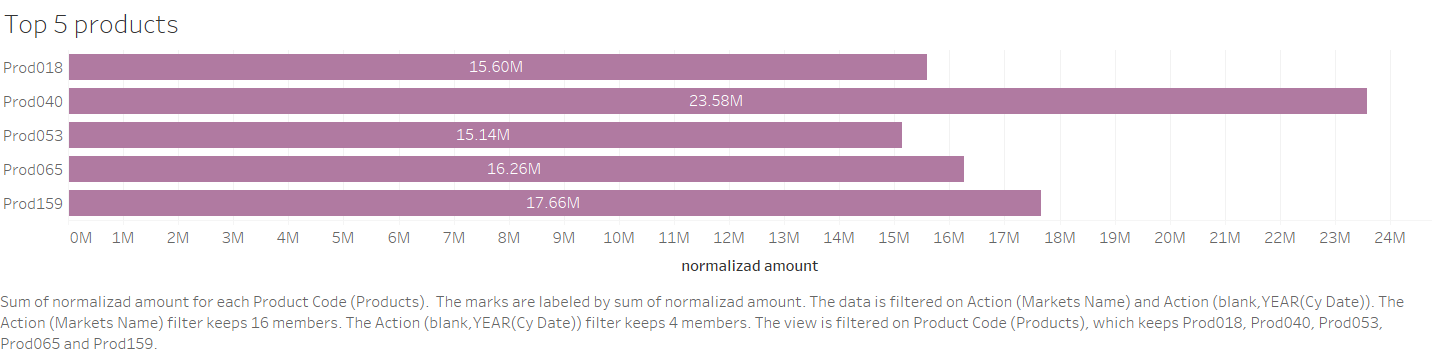 Top 5 products
Prod018
15.60M
Prod040
23.58M
Prod053
15.14M
Prod065
16.26M
Prod159
17.66M
0M 1M 2M 3M 4M 5M 6M 7M 8M 9M 10M 11M 12M 13M 14M 15M 16M 17M 18M 19M 20M 21M 22M 23M 24M
normalizad amount
Sum of normalizad amount for each Product Code (Products). The marks are labeled by sum of normalizad amount. The data is filtered on Action (Markets Name) and Action (blank,YEAR(Cy Date)). The
Action (Markets Name) filter keeps 16 members. The Action (blank,YEAR(Cy Date)) filter keeps 4 members. The view is filtered on Product Code (Products), which keeps Prod018, Prod040, Prod053,
Prod065 and Prod159.